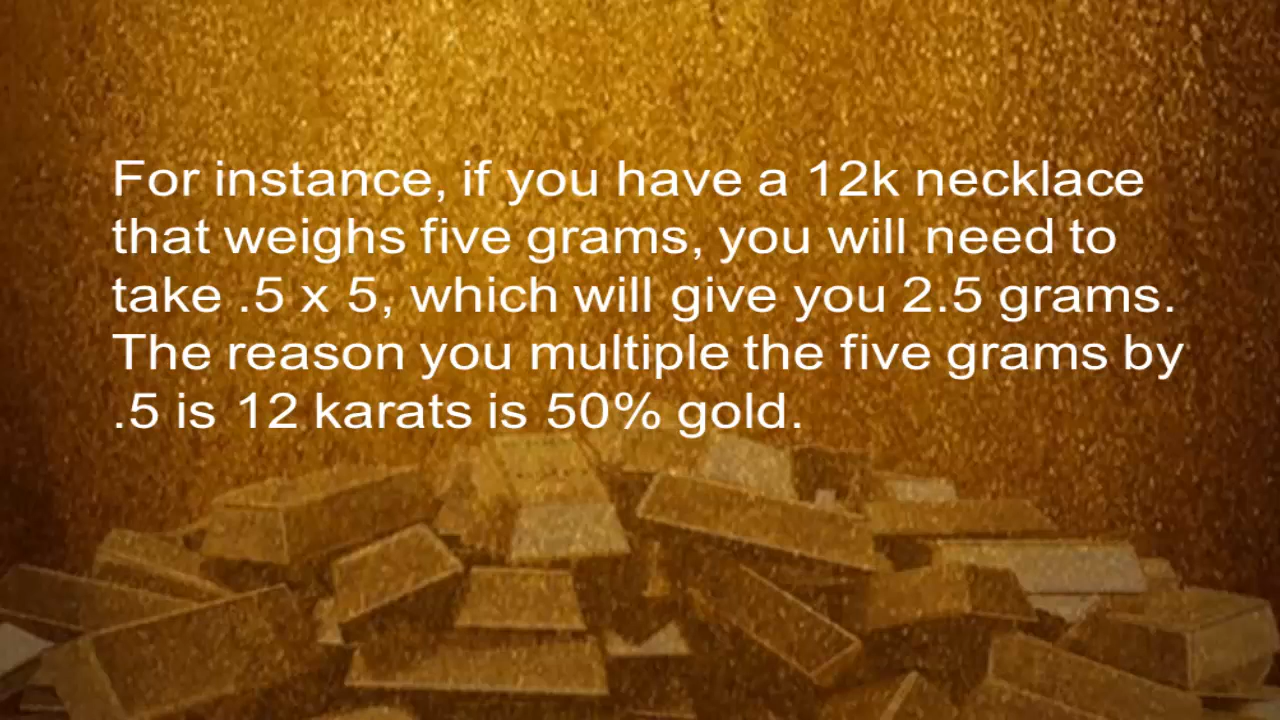 For instance, if you have a 12k necklace
that weighs five grams, you will need to
take .5 x 5, which will give you 2.5 grams.
The reason you multiple the five grams by
.5 is 12 karats is 50% gold.